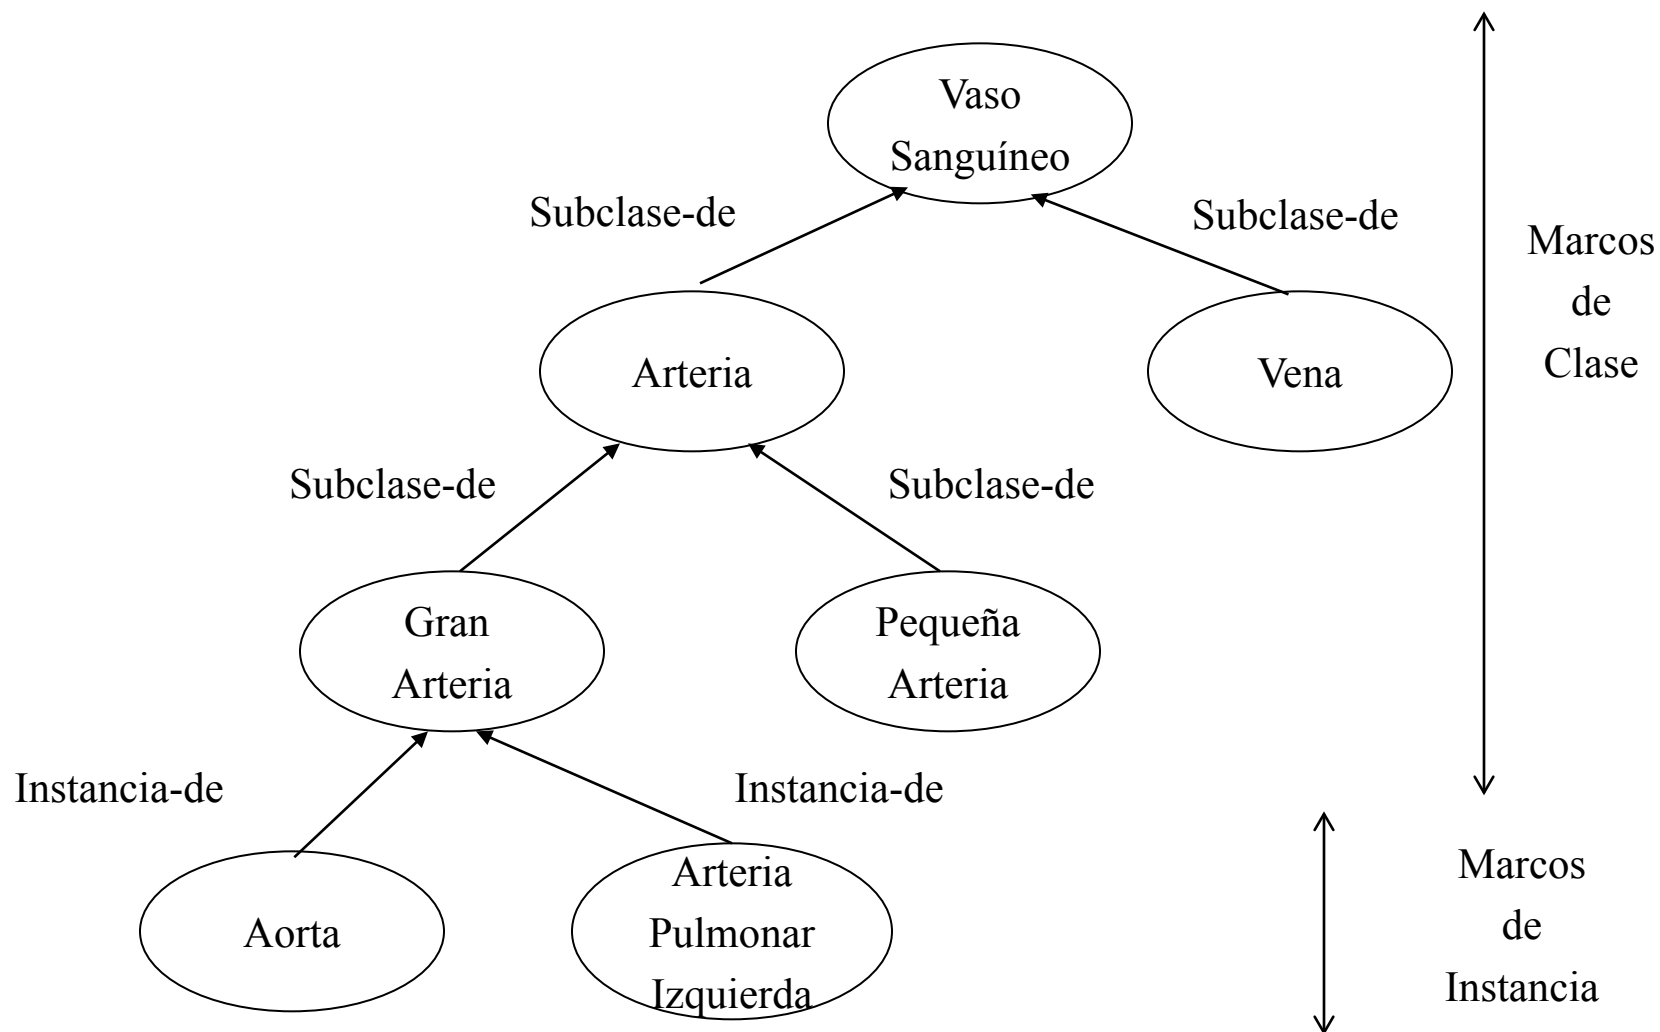 Vaso
Sanguíneo
Subclase-de
Subclase-de
Marcos
de
Clase
Arteria
Vena
Subclase-de
Subclase-de
Gran
Arteria
Pequeña
Arteria
Instancia-de
Instancia-de
Aorta
Arteria
Pulmonar
Izquierda
Marcos
de
Instancia